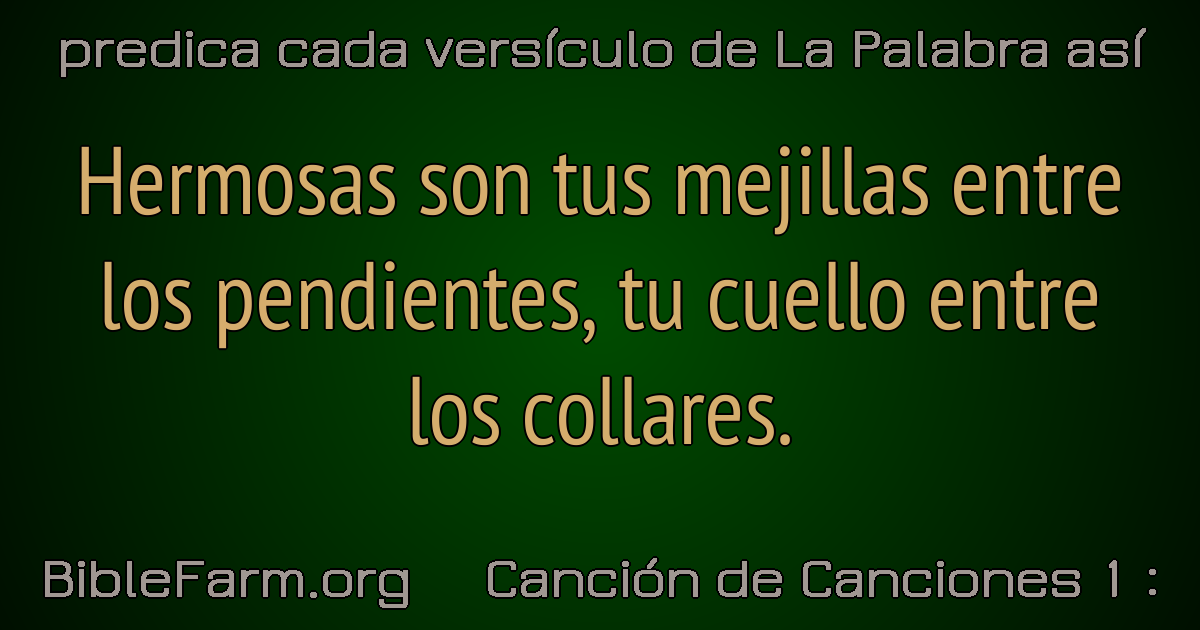 predica cada versículo de La Palabra así
Hermosas son tus mejillas entre
los pendientes, tu cuello entre
los collares.
BibleFarm.org Canción de Canciones 1 :